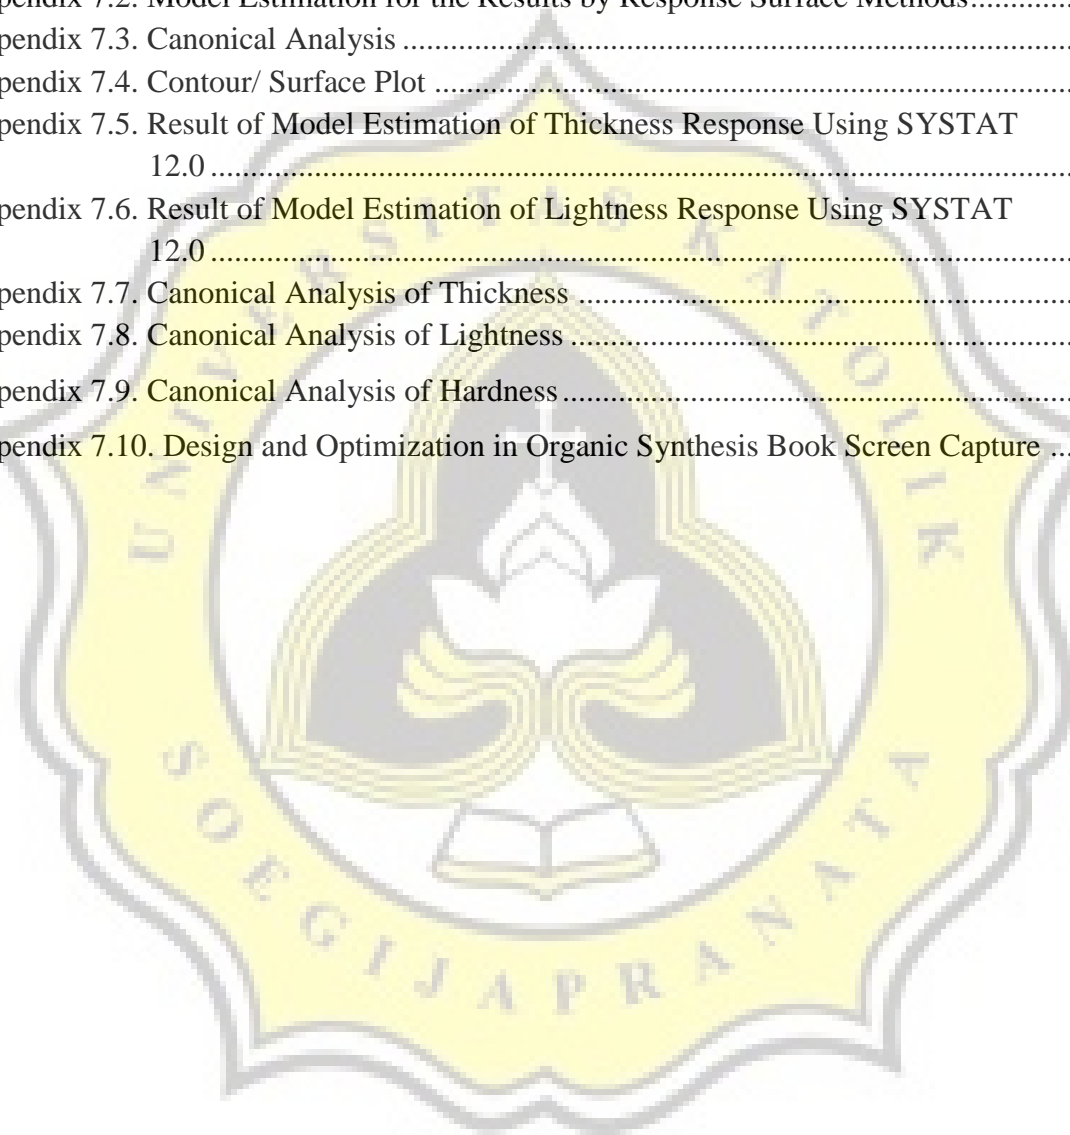 pendix 7.2. Model Estimation for the Results by Response Surface Methods............
pendix 7.3. Canonical Analysis ....................................................................................
pendix 7.4. Contour/ Surface Plot ................................................................................
pendix 7.5. Result of Model Estimation of Thickness Response Using SYSTAT
12.0 ..........................................................................................................
pendix 7.6. Result of Model Estimation of Lightness Response Using SYSTAT
12.0 ..........................................................................................................
pendix 7.7. Canonical Analysis of Thickness ..............................................................
pendix 7.8. Canonical Analysis of Lightness ...............................................................
pendix 7.9. Canonical Analysis of Hardness ................................................................
pendix 7.10. Design and Optimization in Organic Synthesis Book Screen Capture ...
UNIVERSITAS KATOLIK
SOEGIJAPRANATA